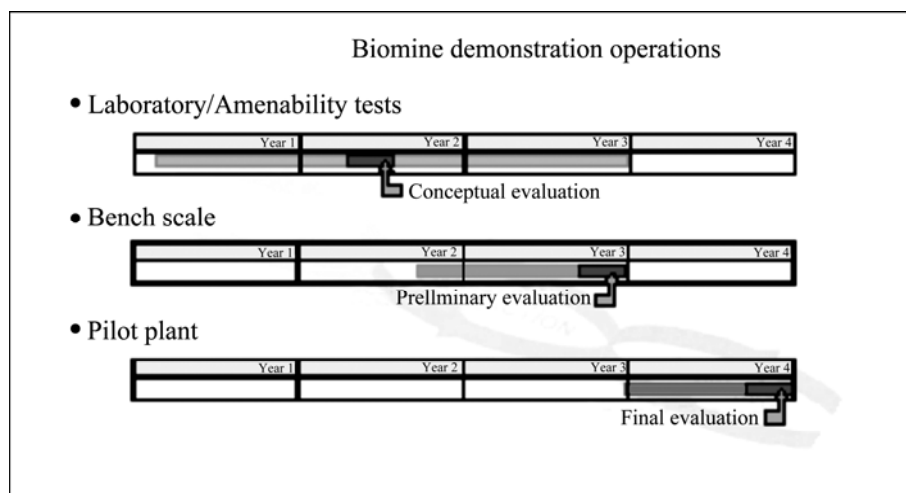 Biomine demonstration operations
• Laboratory/Amenability tests
Year 1 Year 2 Year 3 Year 4
Conceptual evaluation
• Bench scale
Year 1 Year 2 Year 3 Year 4
Prellminary evaluation
• Pilot plant
Year 1 Year 2 Year 3 Year 4
Final evaluation